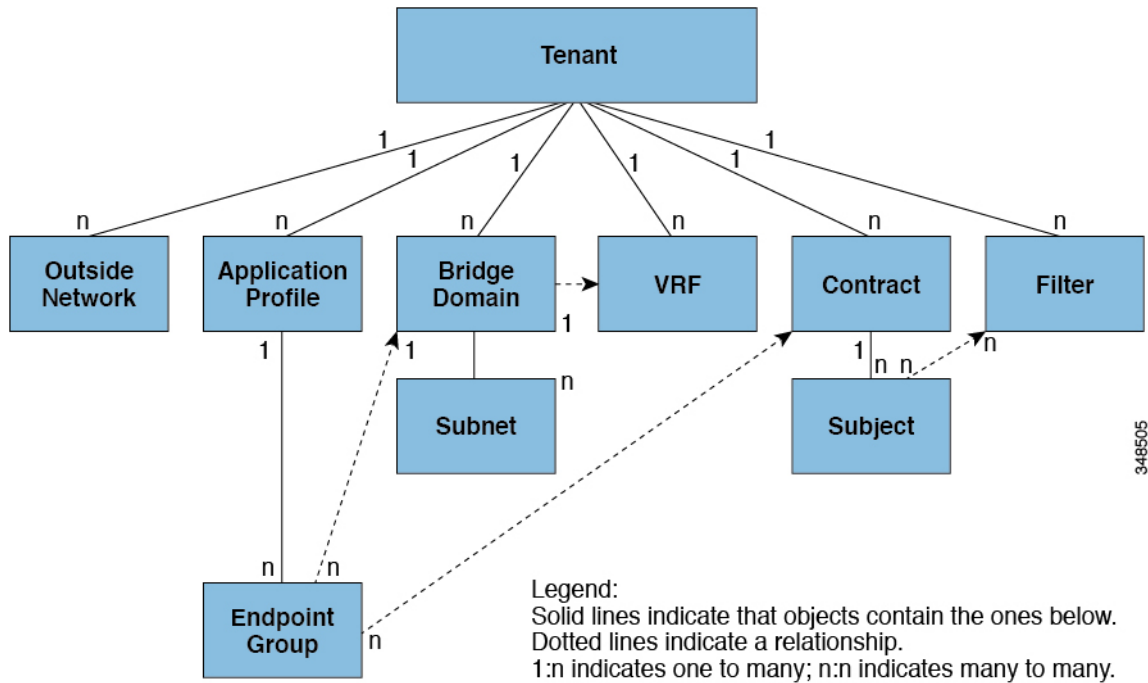 Tenant
1
1
1
1
1
1
n
n
n
n
n
n
Outside
Network
Application
Profile
Bridge
Domain
VRF
Contract
Filter
1
1
1
1
n
n
n
n
Subnet
Subject
348505
n
n
Endpoint
Group
n
Legend:
Solid lines indicate that objects contain the ones below.
Dotted lines indicate a relationship.
1:n indicates one to many; n:n indicates many to many.